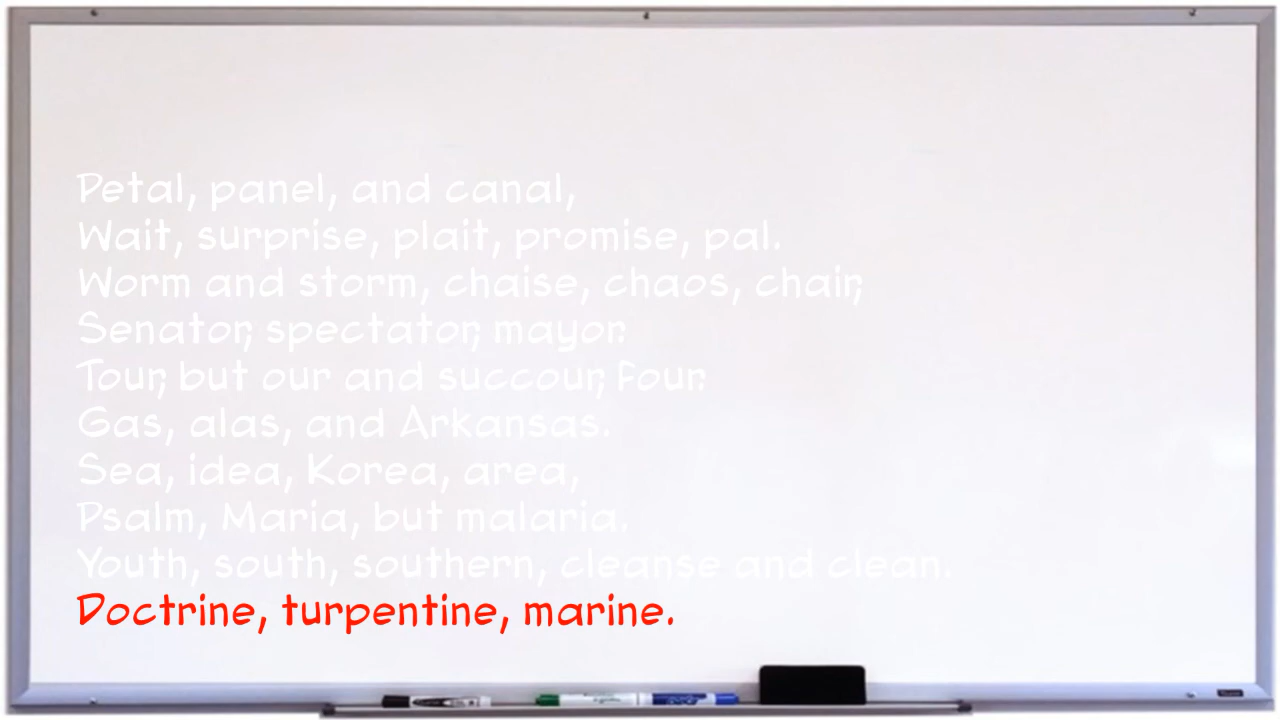 Petal, panel, and canal,
Wait, surprise, plait, promise, pal.
Worm and storm, chaise, chaos, chair,
Senator, spectator, mayor.
Tour, but our and succour, four.
Gas, alas, and Arkansas.
Sea, idea, Korea, area,
Psalm, Maria, but malaria.
Youth, south, southern, cleanse and clean.
Doctrine, turpentine, marine.